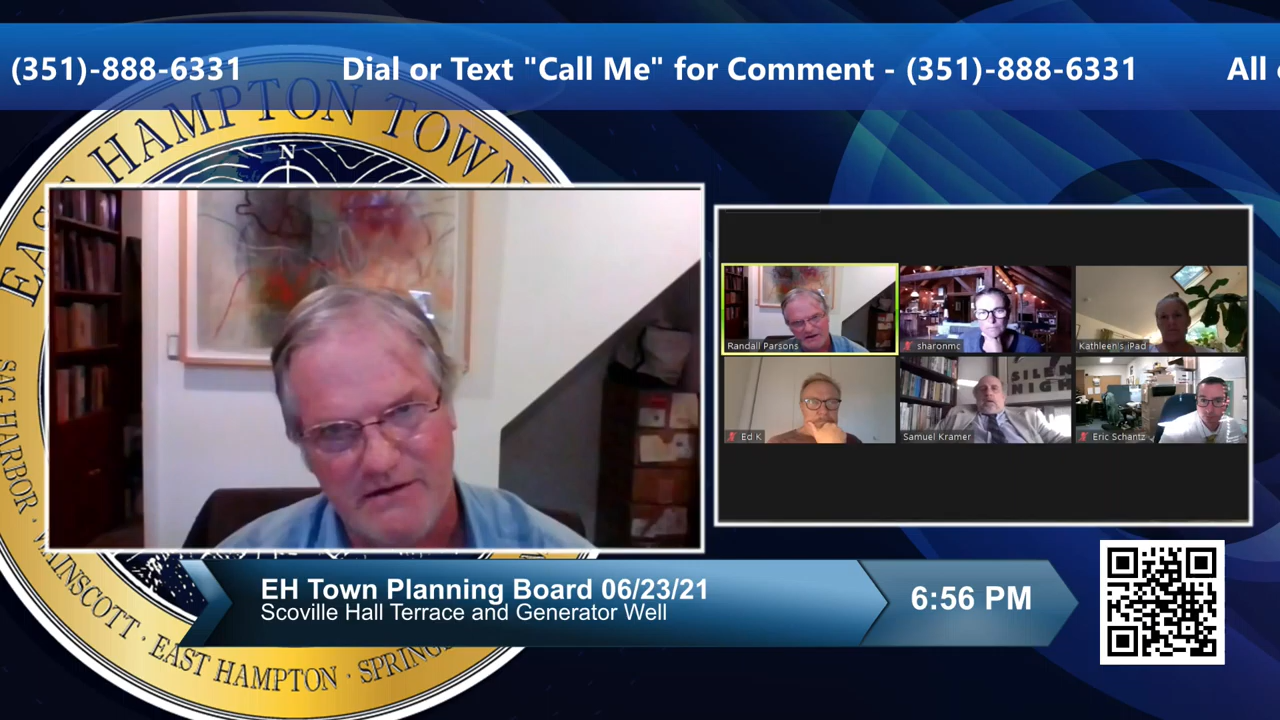 (351)-888-6331 Dial or Text "Call Me" for Comment - (351)-888-6331 All
EAST HAMPTON TOWN
N
SAG HARBOR · WAINSCOTT · EAST HAMPTON ·
Randall Parsons
sharonmc
Kathleen's iPad
SILENT
NIGH
Ed K
Samuel Kramer
Eric Schantz
EH Town Planning Board 06/23/21
Scoville Hall Terrace and Generator Well
6:56 PM